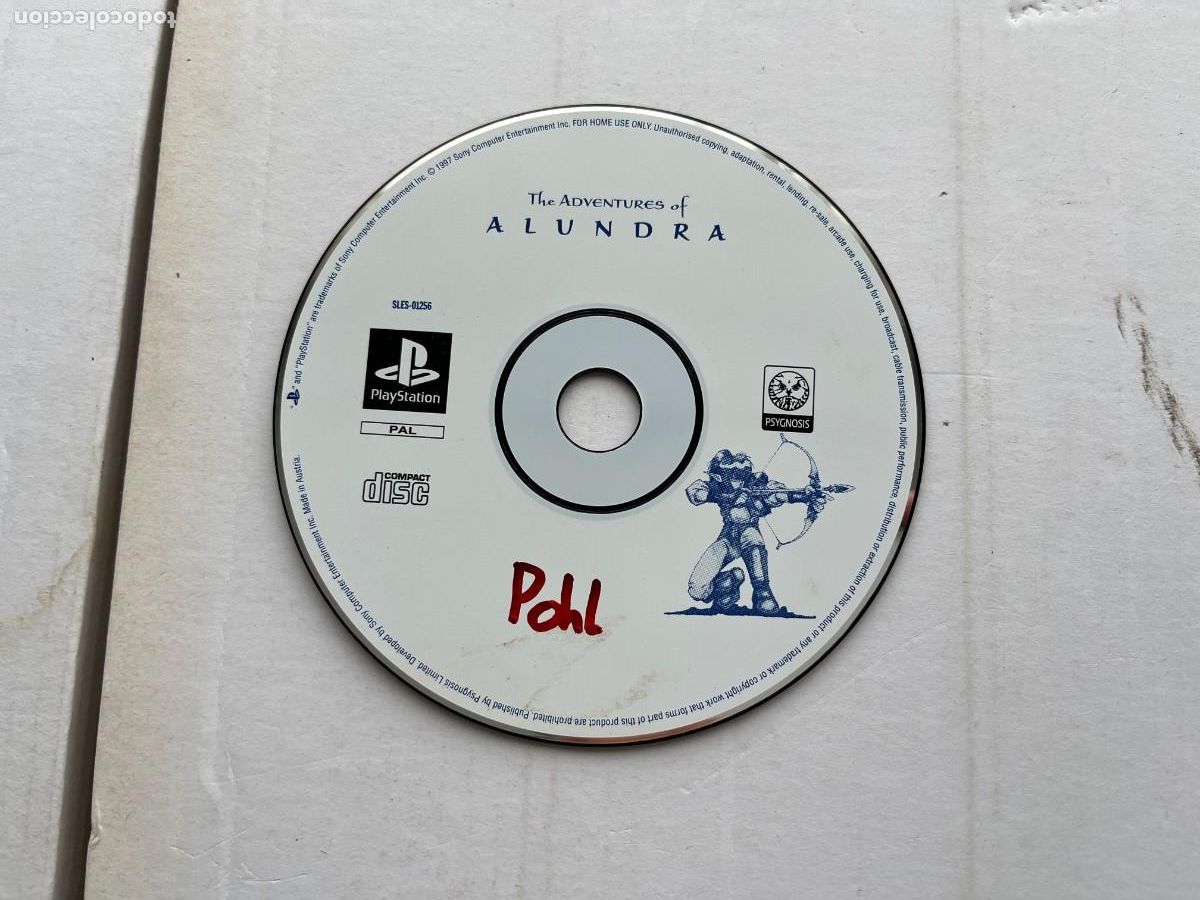 todocoleccion
The ADVENTURES of
ALUNDRA
SLES-01256
PlayStation
PAL
COMPACT
disc
PSYGNOSIS
Pohl
"PS" and "PlayStation" are trademarks of Sony Computer Entertainment Inc. © 1997 Sony Computer Entertainment Inc. FOR HOME USE ONLY. Unauthorised copying, adaptation, rental, lending, re-sale, arcade use, charging for use, broadcast, cable transmission, public performance, distribution or extraction of this product or any trademark or copyright work that forms part of this product are prohibited. Published by Psygnosis Limited. Developed by Sony Computer Entertainment Inc. Made in Austria.